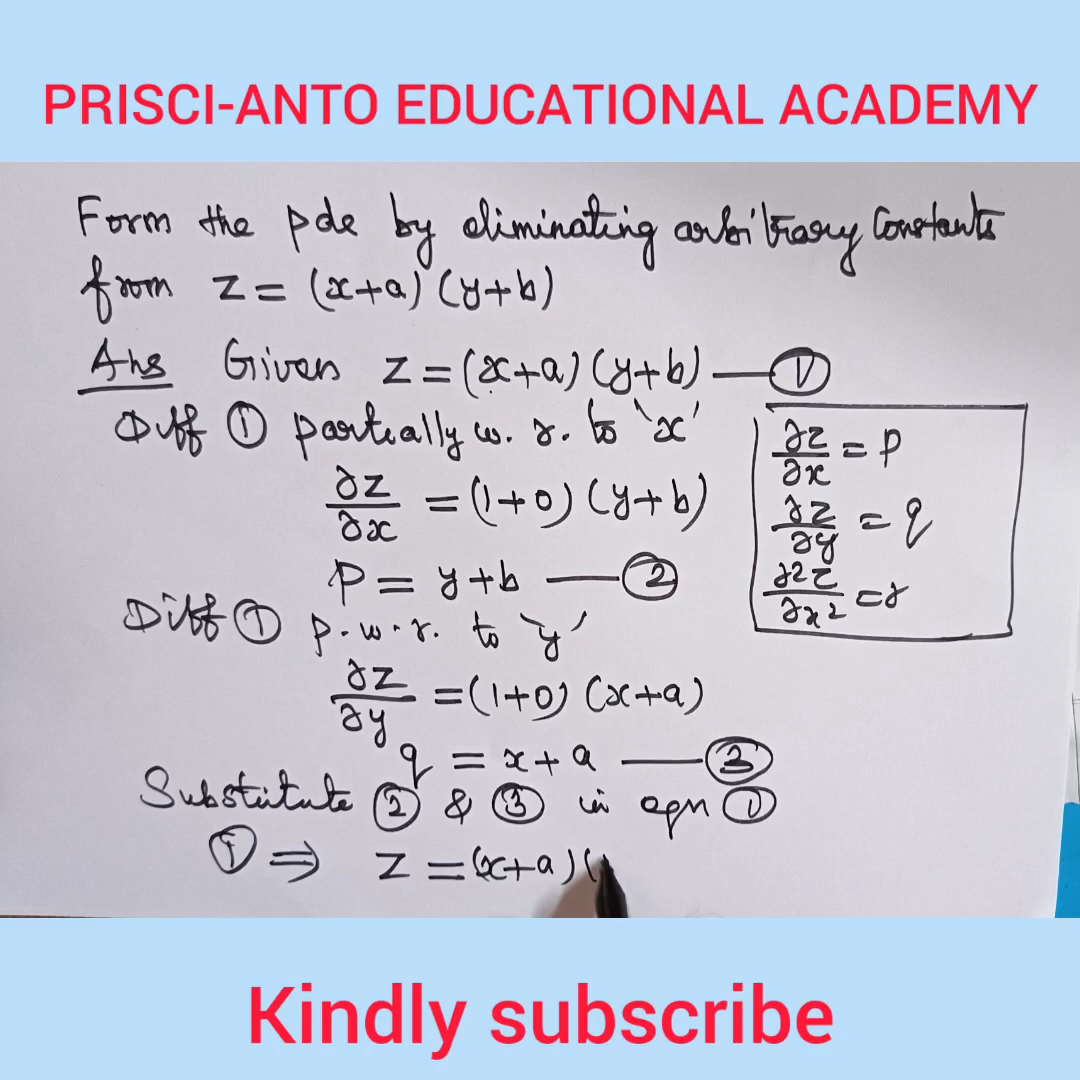 PRISCI-ANTO EDUCATIONAL ACADEMY
Form the pde by eliminating arbitrary Constants
from z = (x+a) (y+b)
Ans Given z = (x+a) (y+b) — ①
Diff ① partially w. r. to 'x'
∂z/∂x = (1+0) (y+b)
p = y+b — ②
Diff ① p. w. r. to 'y'
∂z/∂y = (1+0) (x+a)
q = x+a — ③
Substitute ② & ③ in eqn ①
① ⇒ z = (x+a) (
∂z/∂x = p
∂z/∂y = q
∂²z/∂x² = r
Kindly subscribe